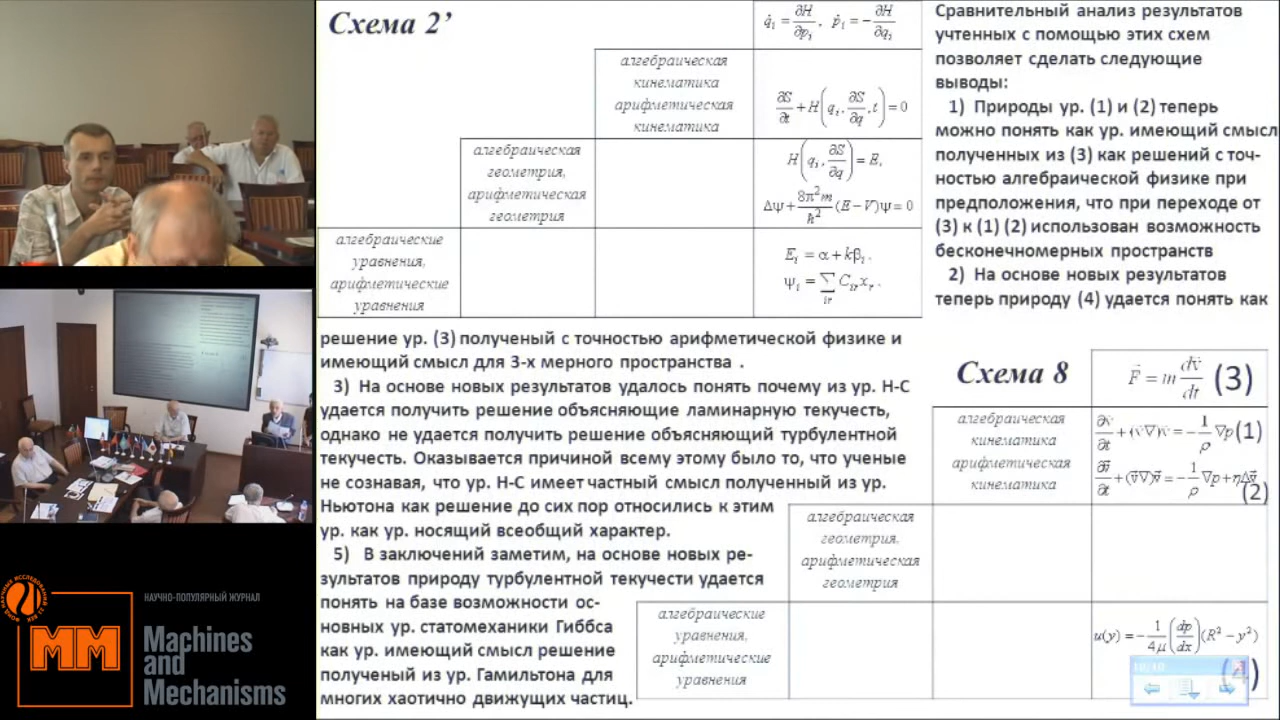 Схема 2’
q̇ᵢ = ∂H/∂pᵢ , ṗᵢ = −∂H/∂qᵢ
алгебраическая
кинематика
арифметическая
кинематика
∂S/∂t + H(qᵢ, ∂S/∂q, t) = 0
алгебраическая
геометрия,
арифметическая
геометрия
H(qᵢ, ∂S/∂q) = E,
Δψ + 8π²m/ħ² (E−V)ψ = 0
алгебраические
уравнения,
арифметические
уравнения
Eᵢ = α + kβᵢ .
ψᵢ = ∑ Cᵢᵣxᵣ .
ir
Сравнительный анализ результатов
учтенных с помощью этих схем
позволяет сделать следующие
выводы:
1) Природы ур. (1) и (2) теперь
можно понять как ур. имеющий смысл
полученных из (3) как решений с точ-
ностью алгебраической физике при
предположения, что при переходе от
(3) к (1) (2) использован возможность
бесконечномерных пространств
2) На основе новых результатов
теперь природу (4) удается понять как
решение ур. (3) полученый с точностью арифметической физике и
имеющий смысл для 3-х мерного пространства .
3) На основе новых результатов удалось понять почему из ур. Н-С
удается получить решение объясняющие ламинарную текучесть,
однако не удается получить решение объясняющий турбулентной
текучесть. Оказывается причиной всему этому было то, что ученые
не сознавая, что ур. Н-С имеет частный смысл полученный из ур.
Ньютона как решение до сих пор относились к этим
ур. как ур. носящий всеобщий характер.
5) В заключений заметим, на основе новых ре-
зультатов природу турбулентной текучести удается
понять на базе возможности ос-
новных ур. статомеханики Гиббса
как ур. имеющий смысл решение
полученый из ур. Гамильтона для
многих хаотично движущих частиц.
Схема 8
F = m dv/dt (3)
алгебраическая
кинематика
арифметическая
кинематика
∂v/∂t + (v∇)v = −1/ρ ∇p (1)
∂v⃗/∂t + (v⃗∇)v⃗ = −1/ρ ∇p + ηΔv⃗
(2)
алгебраическая
геометрия,
арифметическая
геометрия
алгебраические
уравнения,
арифметические
уравнения
u(y) = −1/4μ (dp/dx)(R² − y²)
10/10
(4)
НАУЧНО-ПОПУЛЯРНЫЙ ЖУРНАЛ
ММ
Machines
and
Mechanisms